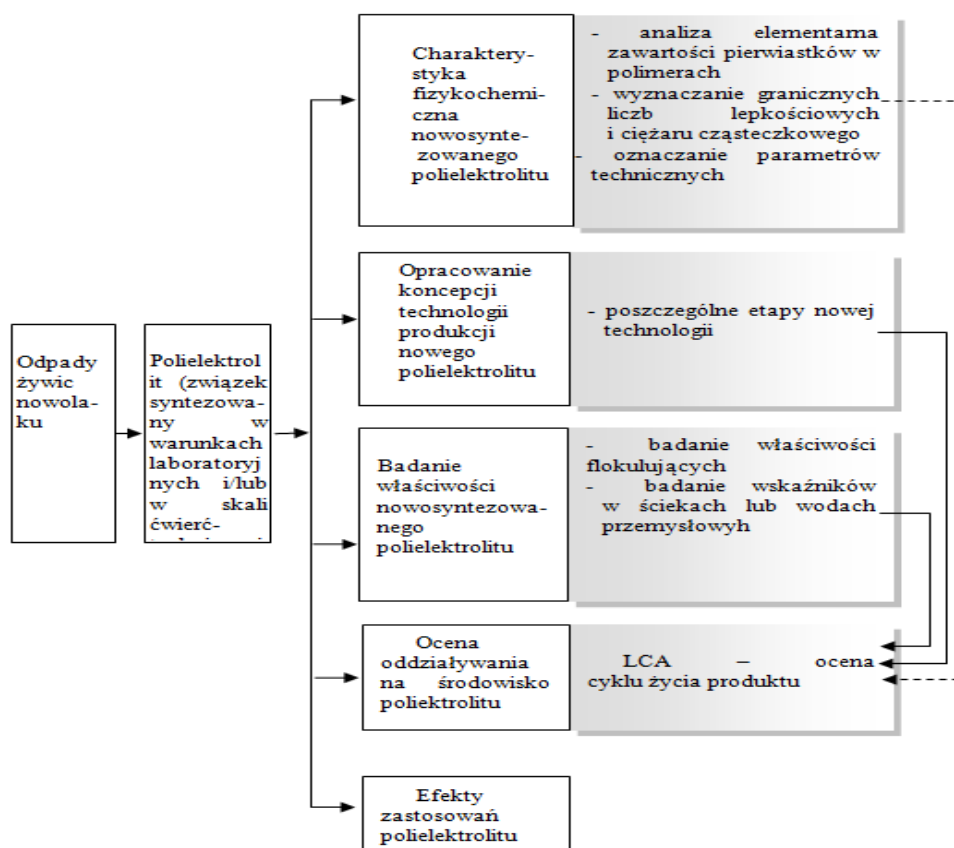 Odpady
żywic
nowola-
ku
Polielektrol
it (związek
syntezowa-
ny w
warunkach
laboratoryj
nych i/lub
w skali
ćwierć-
Charaktery-
styka
fizykochemi-
czna
nowosynte-
zowanego
polielektrolitu
- analiza elementarna
zawartości pierwiastków w
polimerach
- wyznaczanie granicznych
liczb lepkościowych
i ciężaru cząsteczkowego
- oznaczanie parametrów
technicznych
Opracowanie
koncepcji
technologii
produkcji
nowego
polielektrolitu
- poszczególne etapy nowej
technologii
Badanie
właściwości
nowosyntezowa-
nego
polielektrolitu
- badanie właściwości
flokulujących
- badanie wskaźników
w ściekach lub wodach
przemysłowyh
Ocena
oddziaływania
na środowisko
poliektrolitu
LCA – ocena
cyklu życia produktu
Efekty
zastosowań
polielektrolitu